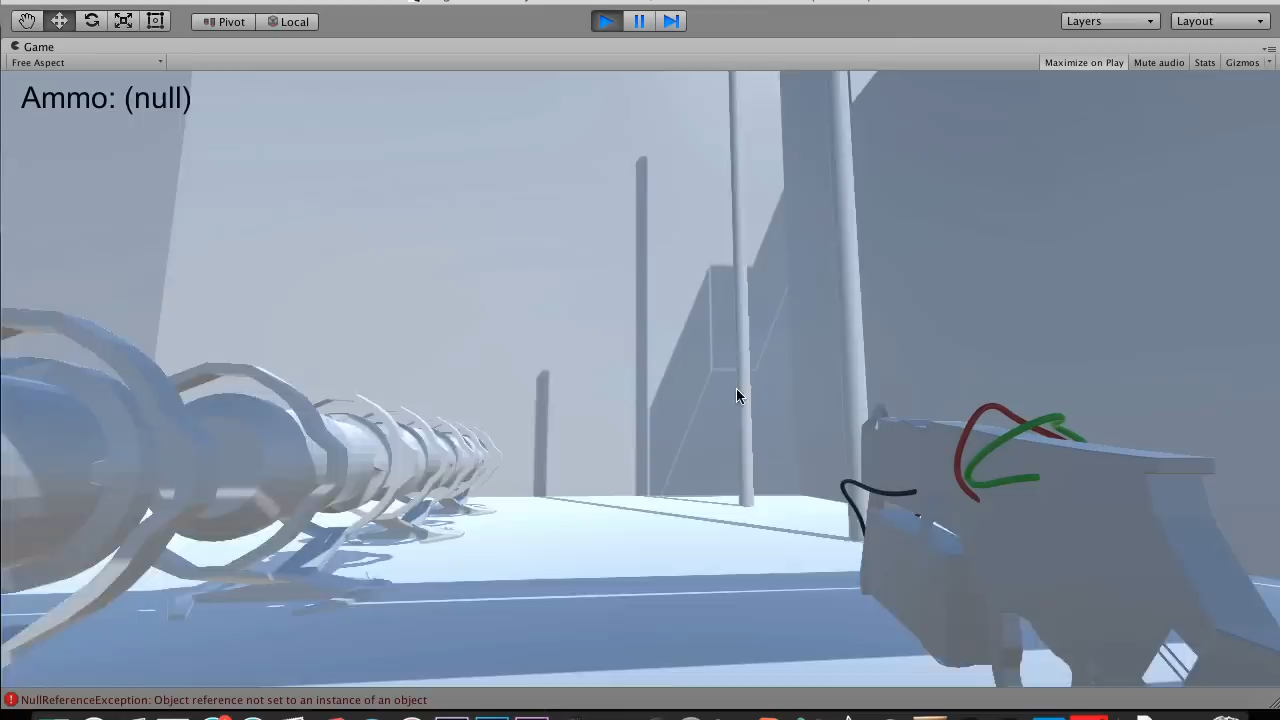 Pivot Local Layers Layout
Game
Free Aspect Maximize on Play Mute audio Stats Gizmos
Ammo: (null)
NullReferenceException: Object reference not set to an instance of an object